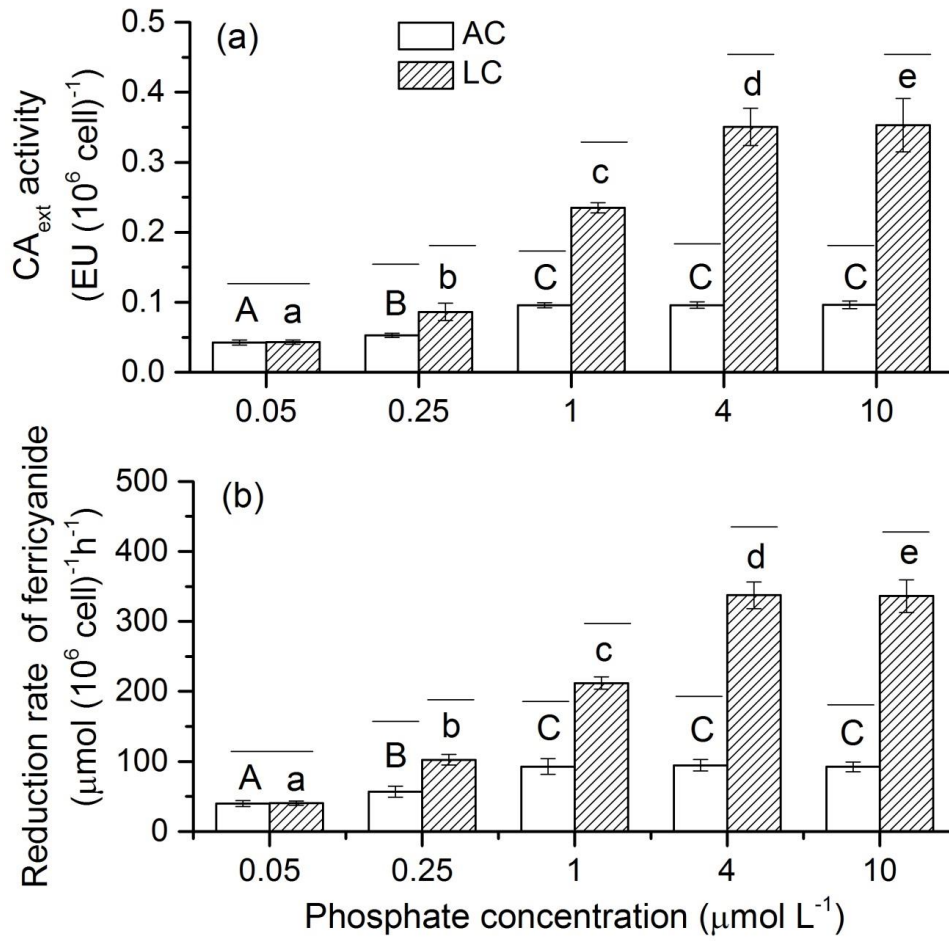 (a)
AC
LC
CAext activity
(EU (10⁶ cell)⁻¹
0.5
0.4
0.3
0.2
0.1
0.0
A a B b C c C d C e
0.05 0.25 1 4 10
(b)
Reduction rate of ferricyanide
(μmol (10⁶ cell)⁻¹h⁻¹)
500
400
300
200
100
0
A a B b C c C d C e
0.05 0.25 1 4 10
Phosphate concentration (μmol L⁻¹)